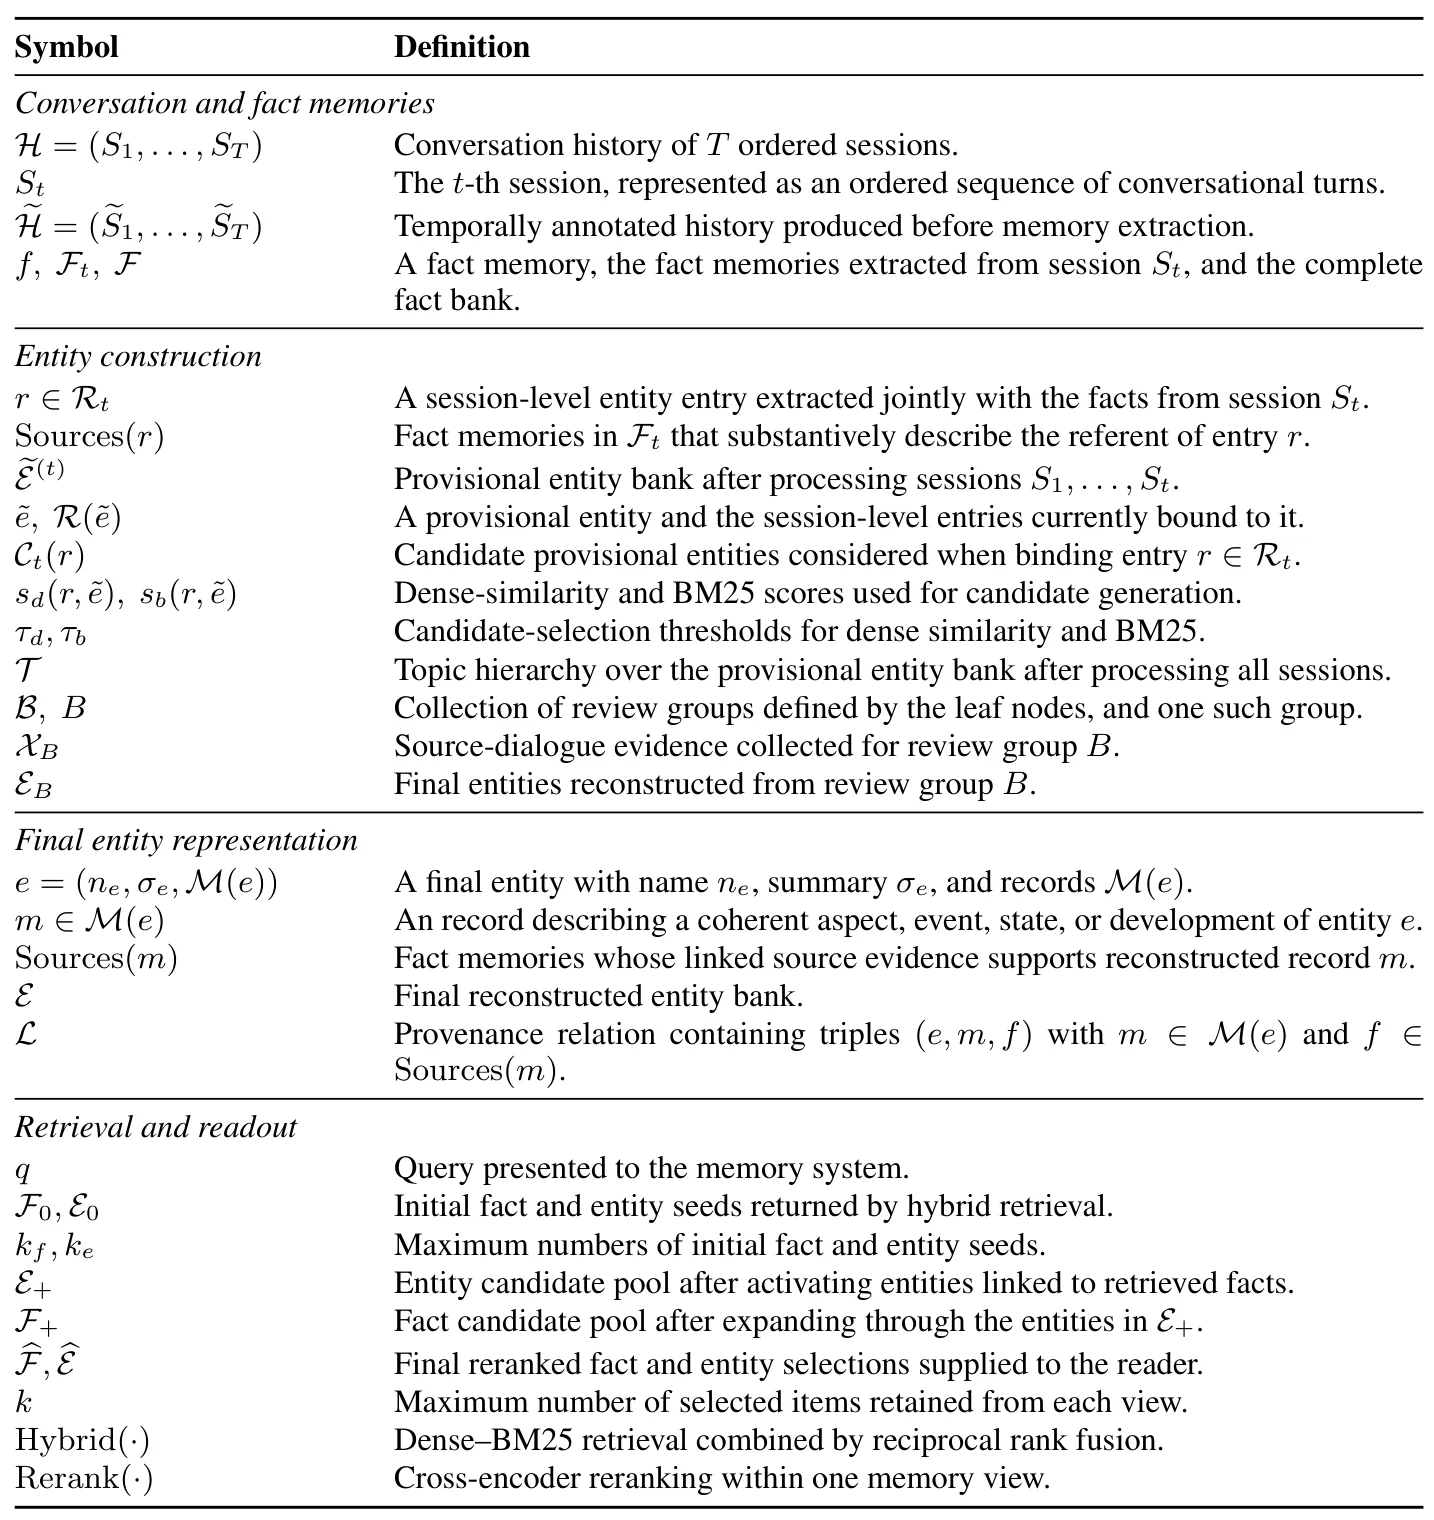 Symbol Definition
Conversation and fact memories
ℋ = (S₁, . . . , S_T) Conversation history of T ordered sessions.
S_t The t-th session, represented as an ordered sequence of conversational turns.
ℋ̃ = (S̃₁, . . . , S̃_T) Temporally annotated history produced before memory extraction.
f, ℱ_t, ℱ A fact memory, the fact memories extracted from session S_t, and the complete
fact bank.
Entity construction
r ∈ ℛ_t A session-level entity entry extracted jointly with the facts from session S_t.
Sources(r) Fact memories in ℱ_t that substantively describe the referent of entry r.
ℰ̃^(t) Provisional entity bank after processing sessions S₁, . . . , S_t.
ẽ, ℛ(ẽ) A provisional entity and the session-level entries currently bound to it.
𝒞_t(r) Candidate provisional entities considered when binding entry r ∈ ℛ_t.
s_d(r, ẽ), s_b(r, ẽ) Dense-similarity and BM25 scores used for candidate generation.
τ_d, τ_b Candidate-selection thresholds for dense similarity and BM25.
𝒯 Topic hierarchy over the provisional entity bank after processing all sessions.
ℬ, B Collection of review groups defined by the leaf nodes, and one such group.
𝒳_B Source-dialogue evidence collected for review group B.
ℰ_B Final entities reconstructed from review group B.
Final entity representation
e = (n_e, σ_e, ℳ(e)) A final entity with name n_e, summary σ_e, and records ℳ(e).
m ∈ ℳ(e) An record describing a coherent aspect, event, state, or development of entity e.
Sources(m) Fact memories whose linked source evidence supports reconstructed record m.
ℰ Final reconstructed entity bank.
ℒ Provenance relation containing triples (e, m, f) with m ∈ ℳ(e) and f ∈
Sources(m).
Retrieval and readout
q Query presented to the memory system.
ℱ₀, ℰ₀ Initial fact and entity seeds returned by hybrid retrieval.
k_f, k_e Maximum numbers of initial fact and entity seeds.
ℰ₊ Entity candidate pool after activating entities linked to retrieved facts.
ℱ₊ Fact candidate pool after expanding through the entities in ℰ₊.
ℱ̂, ℰ̂ Final reranked fact and entity selections supplied to the reader.
k Maximum number of selected items retained from each view.
Hybrid(·) Dense–BM25 retrieval combined by reciprocal rank fusion.
Rerank(·) Cross-encoder reranking within one memory view.